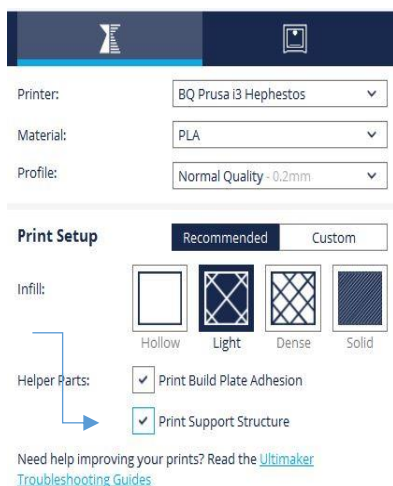 Printer: BQ Prusa i3 Hephestos
Material: PLA
Profile: Normal Quality - 0.2mm
Print Setup Recommended Custom
Infill:
Hollow Light Dense Solid
Helper Parts: Print Build Plate Adhesion
Print Support Structure
Need help improving your prints? Read the Ultimaker
Troubleshooting Guides